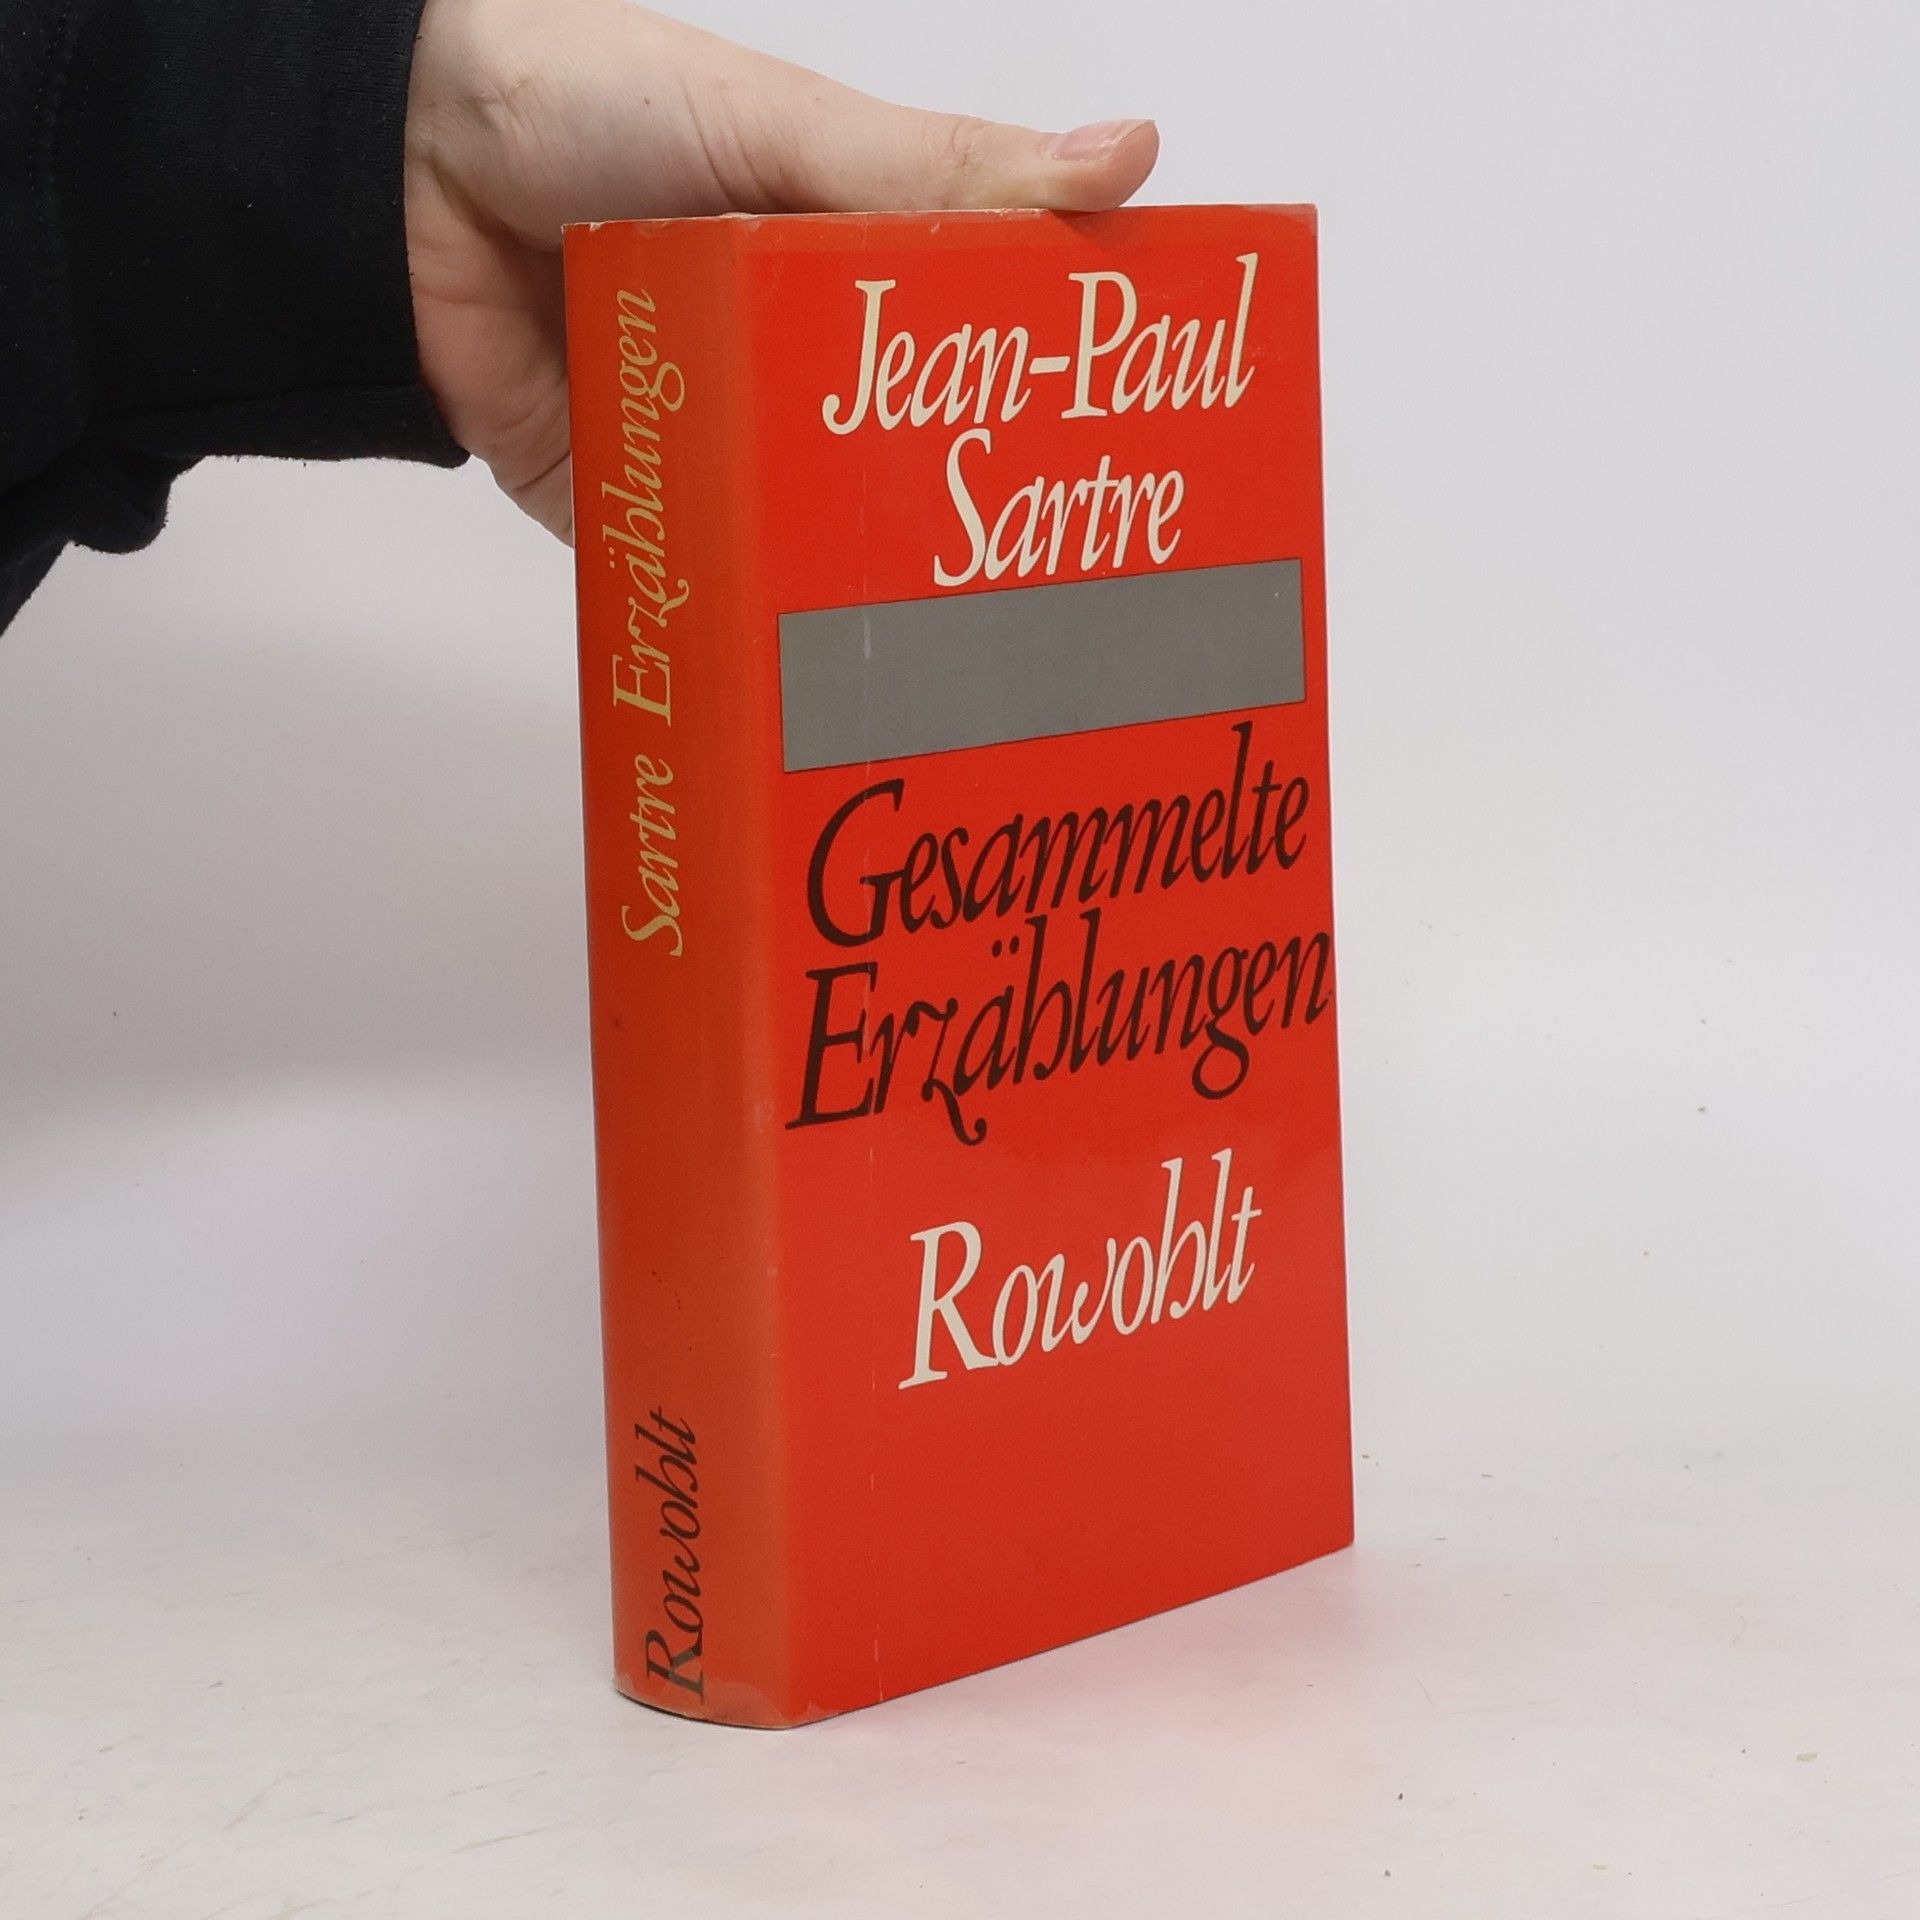 Sartre Erzählungen
Rowohlt
Jean-Paul
Sartre
Gesammelte
Erzählungen
Rowohlt